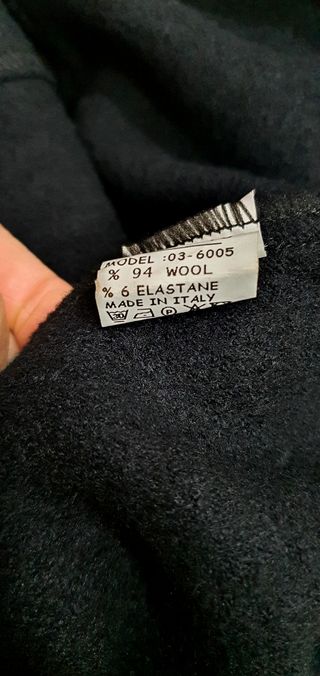 MODEL :03-6005
% 94 WOOL
% 6 ELASTANE
MADE IN ITALY